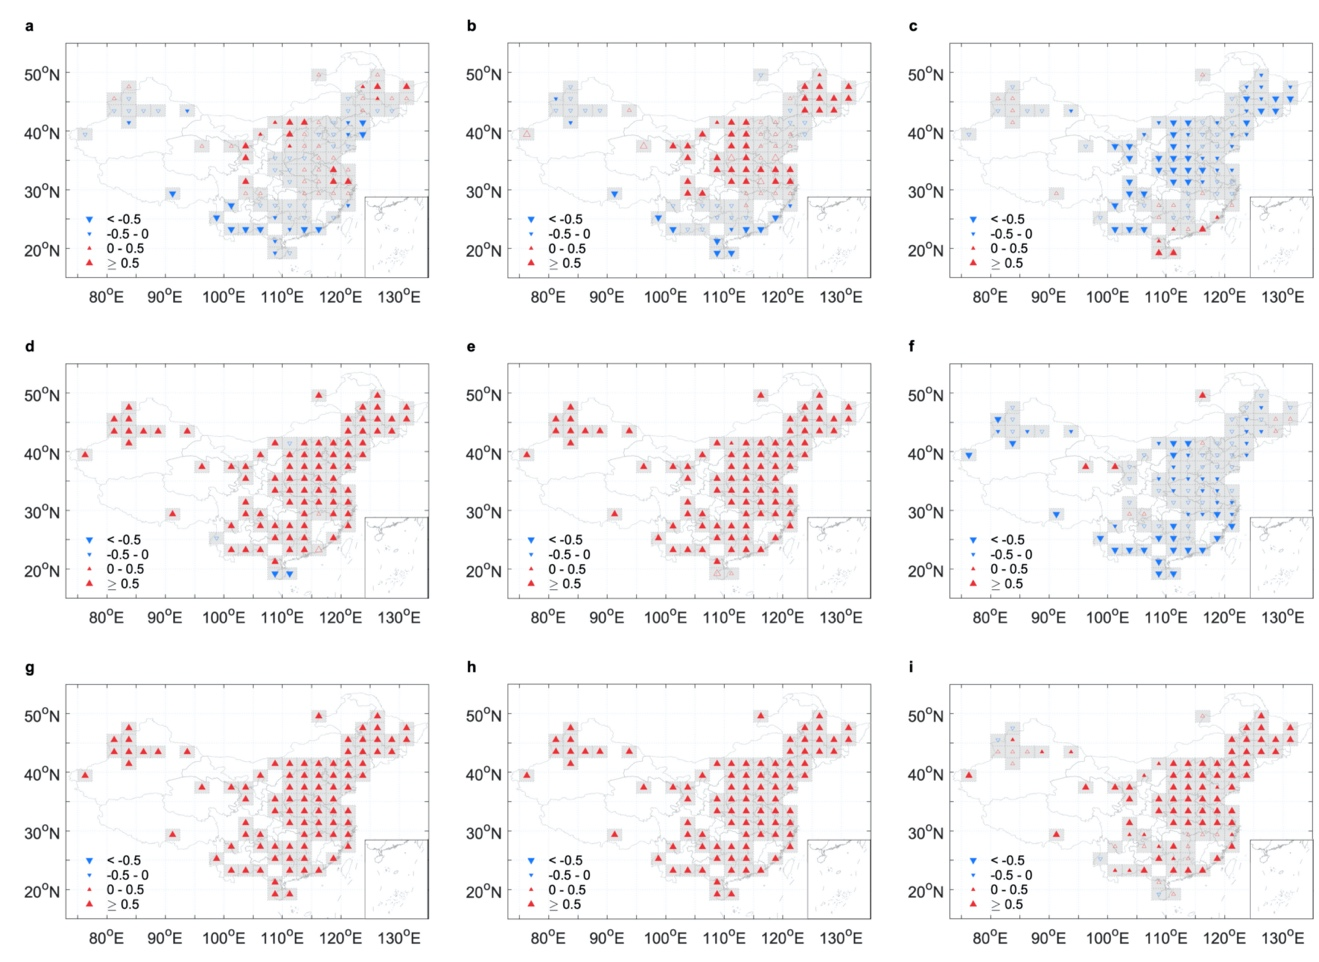 a b c
50°N 50°N 50°N
40°N 40°N 40°N
30°N 30°N 30°N
< -0.5 < -0.5 < -0.5
-0.5 - 0 -0.5 - 0 -0.5 - 0
0 - 0.5 0 - 0.5 0 - 0.5
20°N ≥ 0.5 20°N ≥ 0.5 20°N ≥ 0.5
80°E 90°E 100°E 110°E 120°E 130°E 80°E 90°E 100°E 110°E 120°E 130°E 80°E 90°E 100°E 110°E 120°E 130°E
d e f
50°N 50°N 50°N
40°N 40°N 40°N
30°N 30°N 30°N
< -0.5 < -0.5 < -0.5
-0.5 - 0 -0.5 - 0 -0.5 - 0
0 - 0.5 0 - 0.5 0 - 0.5
20°N ≥ 0.5 20°N ≥ 0.5 20°N ≥ 0.5
80°E 90°E 100°E 110°E 120°E 130°E 80°E 90°E 100°E 110°E 120°E 130°E 80°E 90°E 100°E 110°E 120°E 130°E
g h i
50°N 50°N 50°N
40°N 40°N 40°N
30°N 30°N 30°N
< -0.5 < -0.5 < -0.5
-0.5 - 0 -0.5 - 0 -0.5 - 0
0 - 0.5 0 - 0.5 0 - 0.5
20°N ≥ 0.5 20°N ≥ 0.5 20°N ≥ 0.5
80°E 90°E 100°E 110°E 120°E 130°E 80°E 90°E 100°E 110°E 120°E 130°E 80°E 90°E 100°E 110°E 120°E 130°E